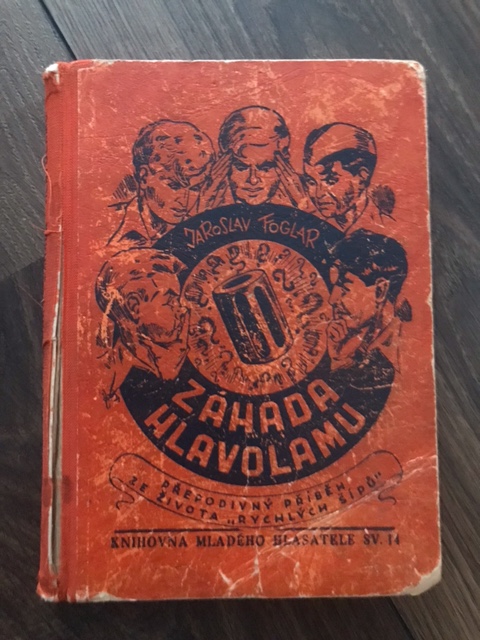 JAROSLAV FOGLAR
ZÁHADA
HLAVOLAMU
PŘEPODIVNÝ PŘÍBĚH
ZE ŽIVOTA „RYCHLÝCH ŠÍPŮ“
KNIHOVNA MLADÉHO HLASATELE SV. 14